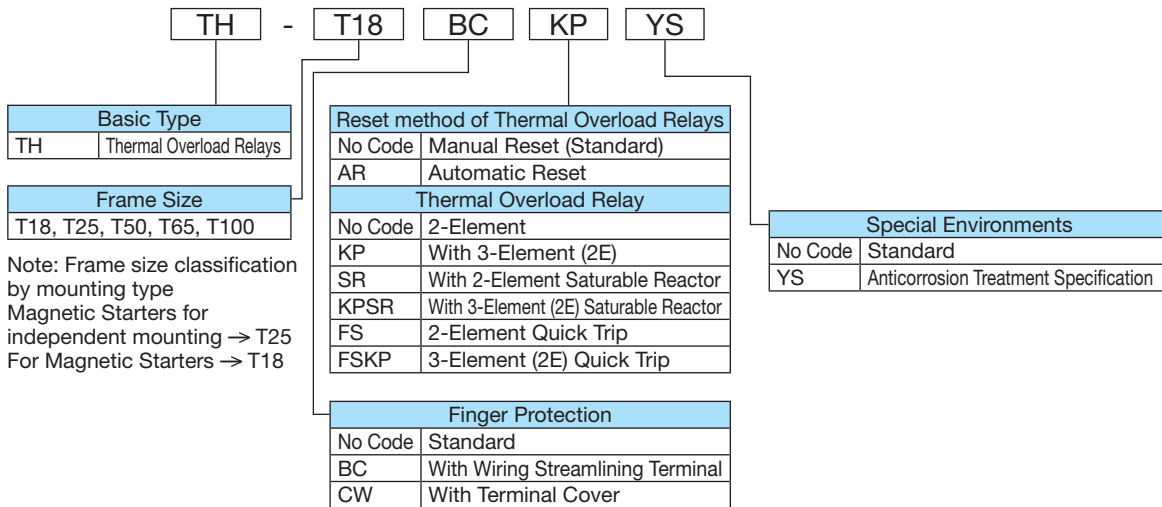 TH - T18 BC KP YS
Basic Type
TH Thermal Overload Relays
Frame Size
T18, T25, T50, T65, T100
Note: Frame size classification
by mounting type
Magnetic Starters for
independent mounting → T25
For Magnetic Starters → T18
Reset method of Thermal Overload Relays
No Code Manual Reset (Standard)
AR Automatic Reset
Thermal Overload Relay
No Code 2-Element
KP With 3-Element (2E)
SR With 2-Element Saturable Reactor
KPSR With 3-Element (2E) Saturable Reactor
FS 2-Element Quick Trip
FSKP 3-Element (2E) Quick Trip
Finger Protection
No Code Standard
BC With Wiring Streamlining Terminal
CW With Terminal Cover
Special Environments
No Code Standard
YS Anticorrosion Treatment Specification